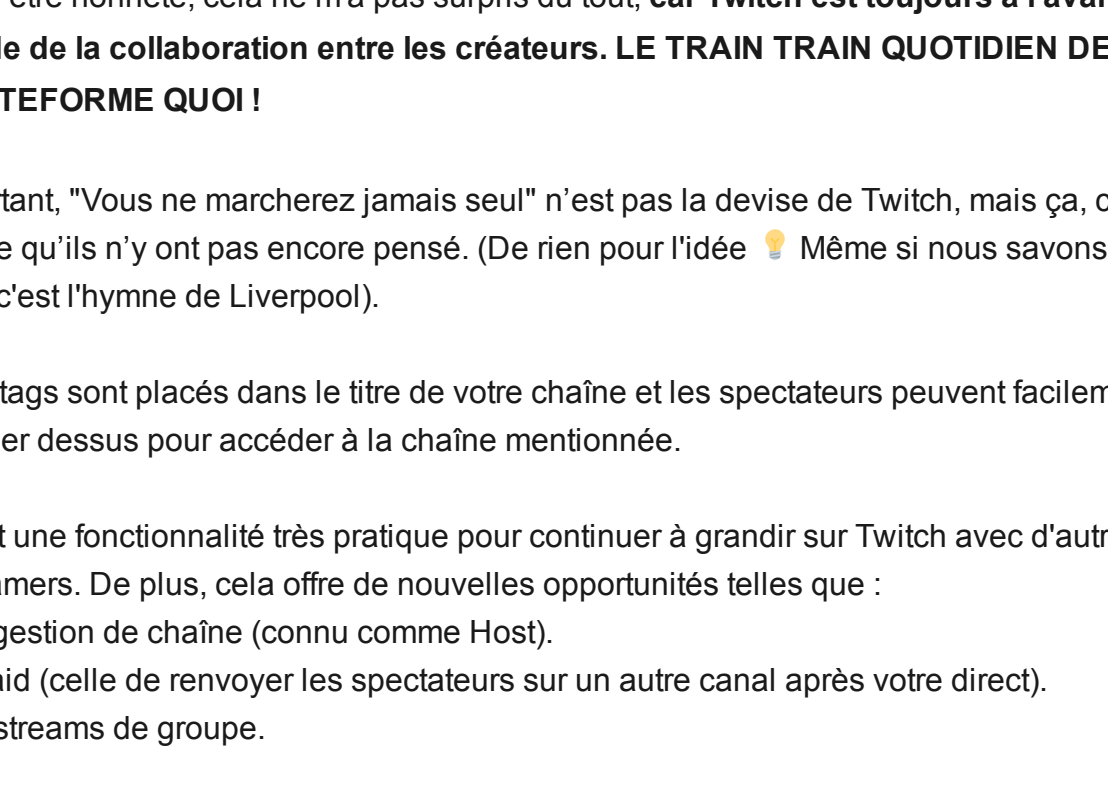 être honnête, cela ne m'a pas surpris du tout, car Twitch est toujours à l'avan
de de la collaboration entre les créateurs. LE TRAIN TRAIN QUOTIDIEN DE
TEFORME QUOI !
tant, "Vous ne marcherez jamais seul" n’est pas la devise de Twitch, mais ça, c
e qu’ils n’y ont pas encore pensé. (De rien pour l'idée 💡 Même si nous savons
c'est l'hymne de Liverpool).
tags sont placés dans le titre de votre chaîne et les spectateurs peuvent facilem
er dessus pour accéder à la chaîne mentionnée.
t une fonctionnalité très pratique pour continuer à grandir sur Twitch avec d'autr
amers. De plus, cela offre de nouvelles opportunités telles que :
gestion de chaîne (connu comme Host).
aid (celle de renvoyer les spectateurs sur un autre canal après votre direct).
streams de groupe.